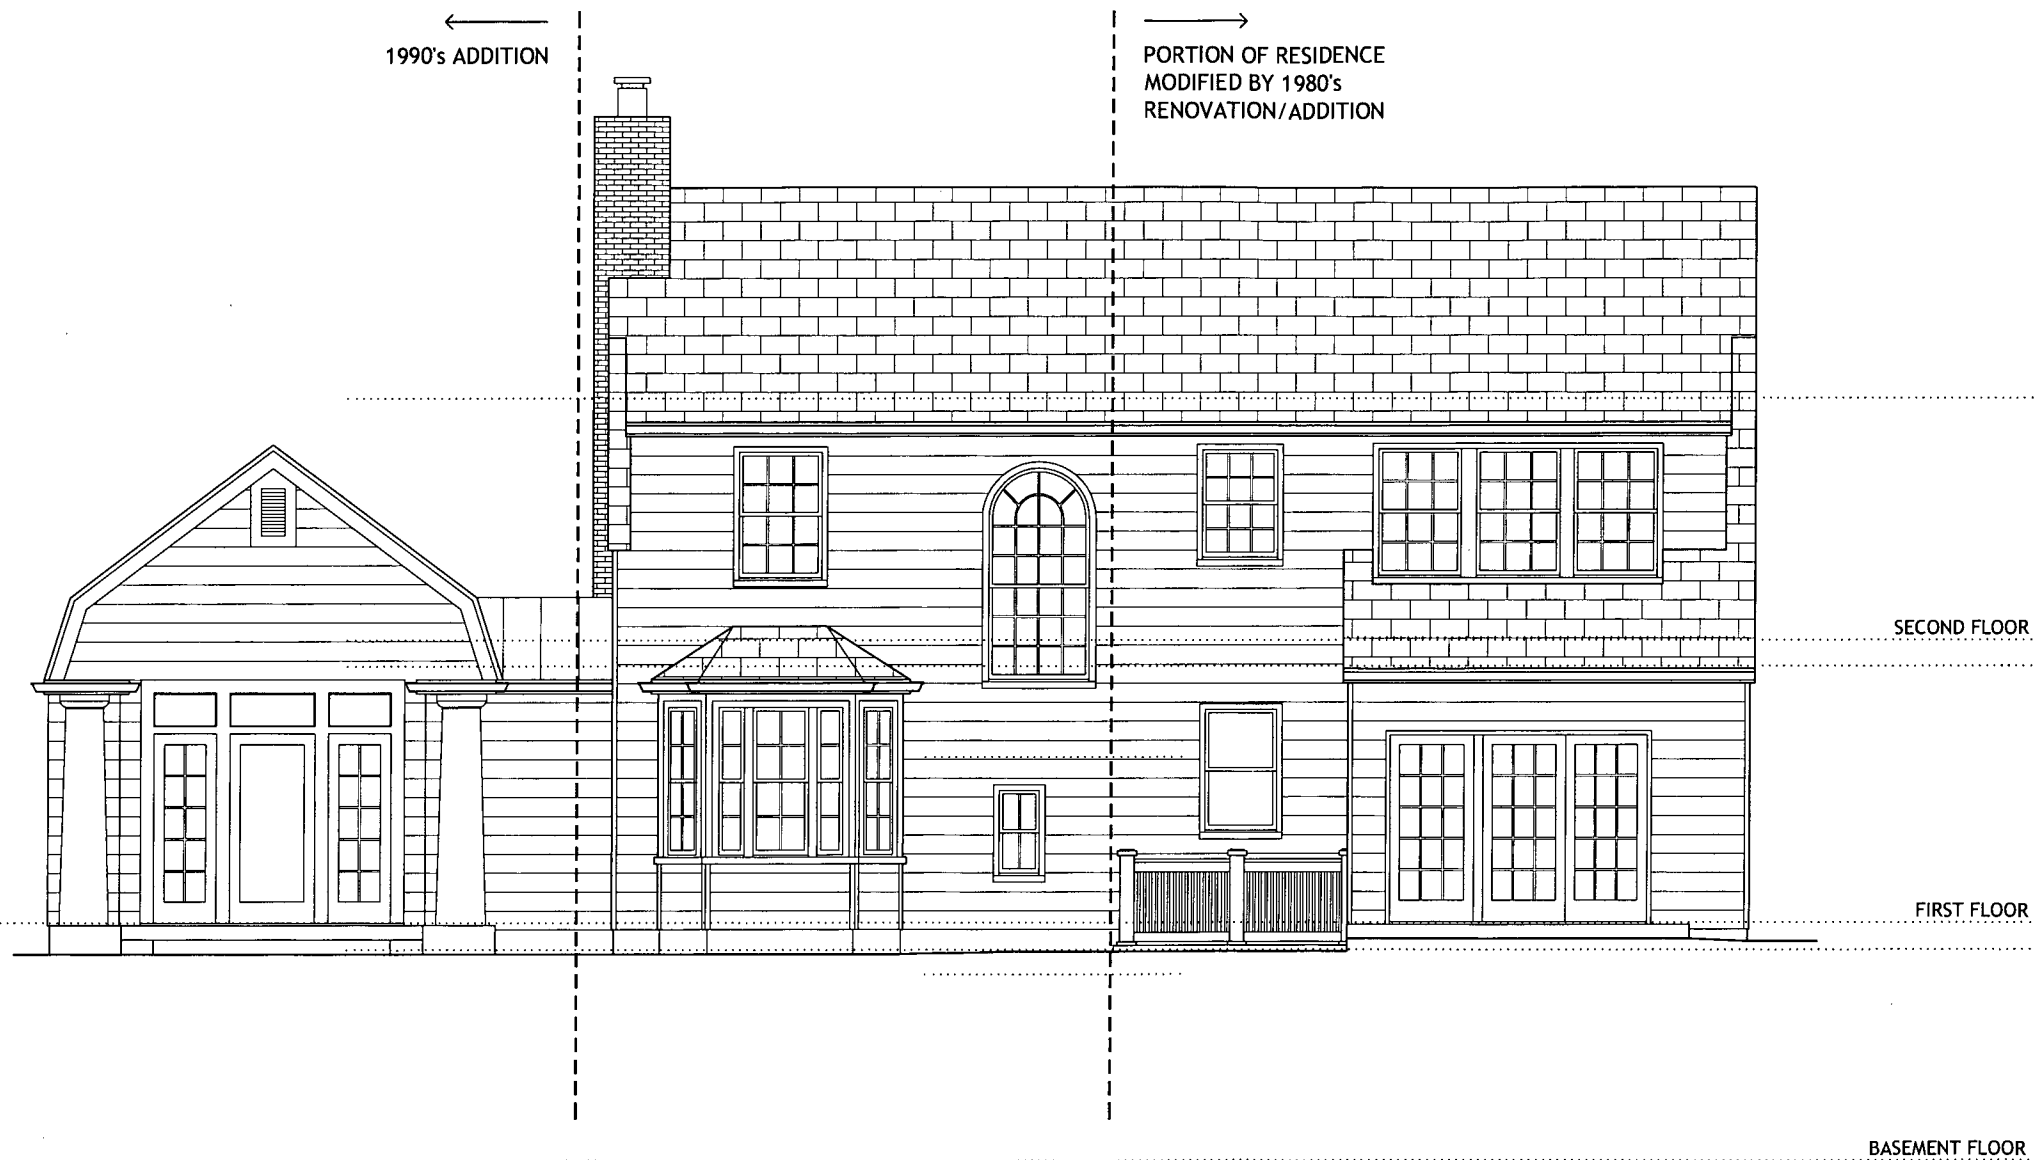 1990's ADDITION
PORTION OF RESIDENCE
MODIFIED BY 1980's
RENOVATION/ADDITION
SECOND FLOOR
FIRST FLOOR
BASEMENT FLOOR